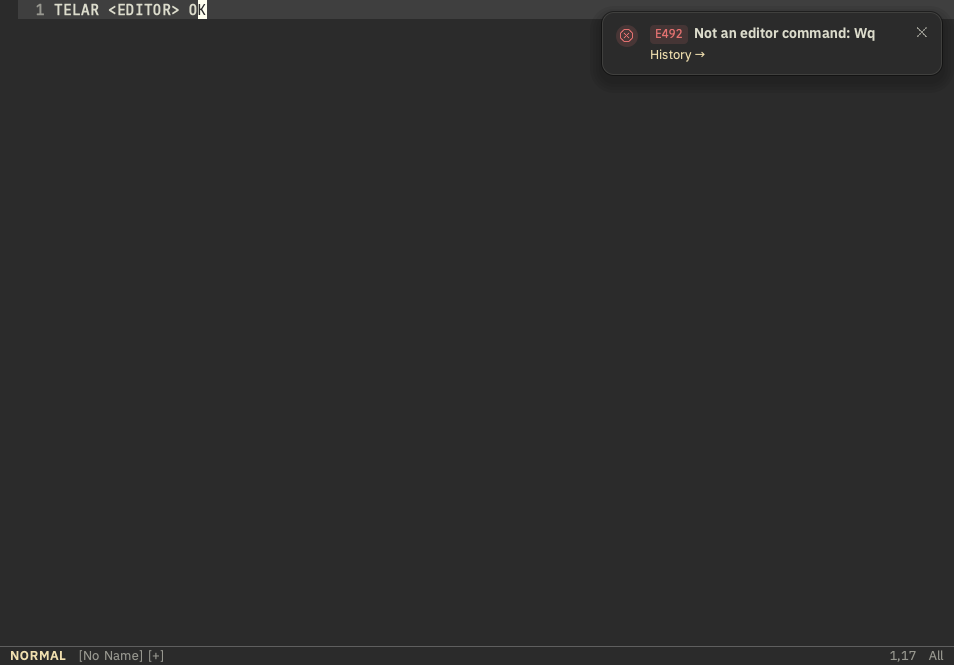 1 TELAR <EDITOR> OK
E492 Not an editor command: Wq
History →
NORMAL [No Name] [+] 1,17 All